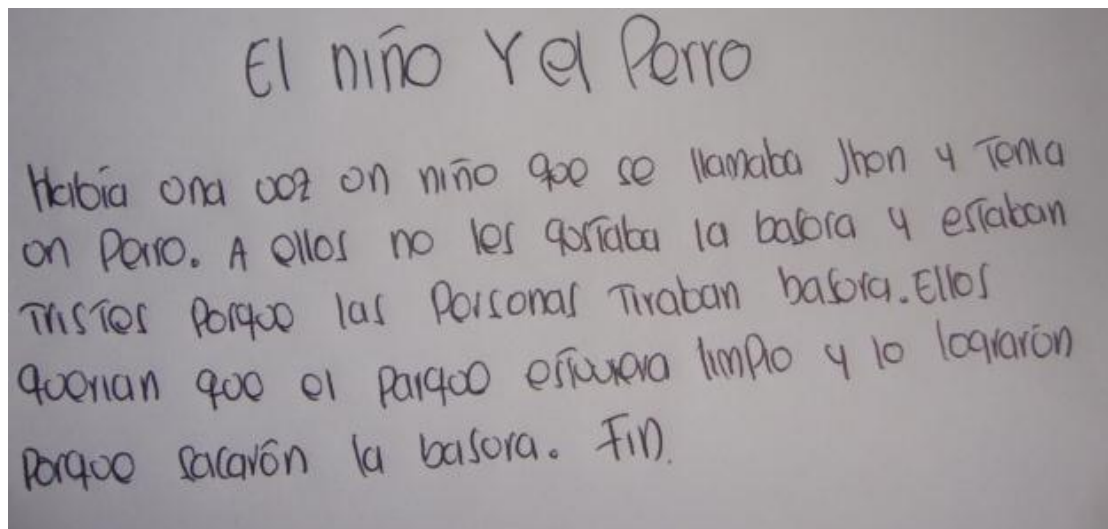 El niño Y el Perro
Había una vez un niño que se llamaba Jhon y Tenia
un Perro. A ellos no les gustaba la basura y estaban
Tristes Porque las Personas Tiraban basura. Ellos
querian que el Parque estuviera limpio y lo lograrón
Porque sacarón la basura. Fin.